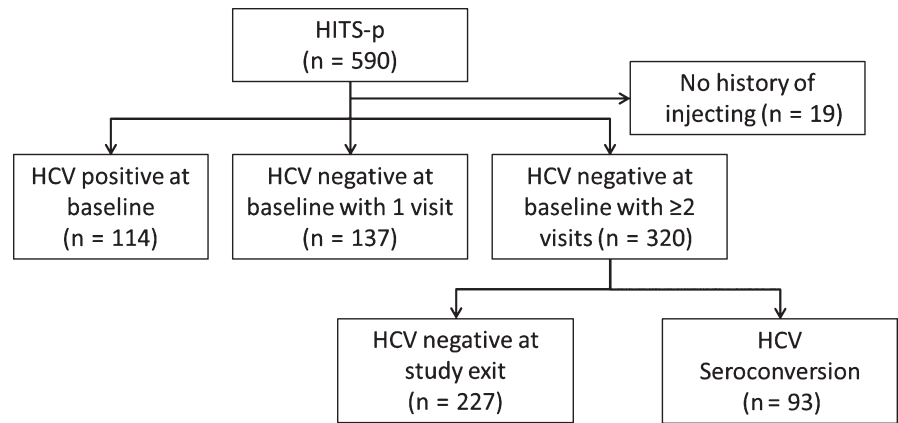 HITS-p
(n = 590)
No history of
injecting (n = 19)
HCV positive at
baseline
(n = 114)
HCV negative at
baseline with 1 visit
(n = 137)
HCV negative at
baseline with ≥2
visits (n = 320)
HCV negative at
study exit
(n = 227)
HCV
Seroconversion
(n = 93)